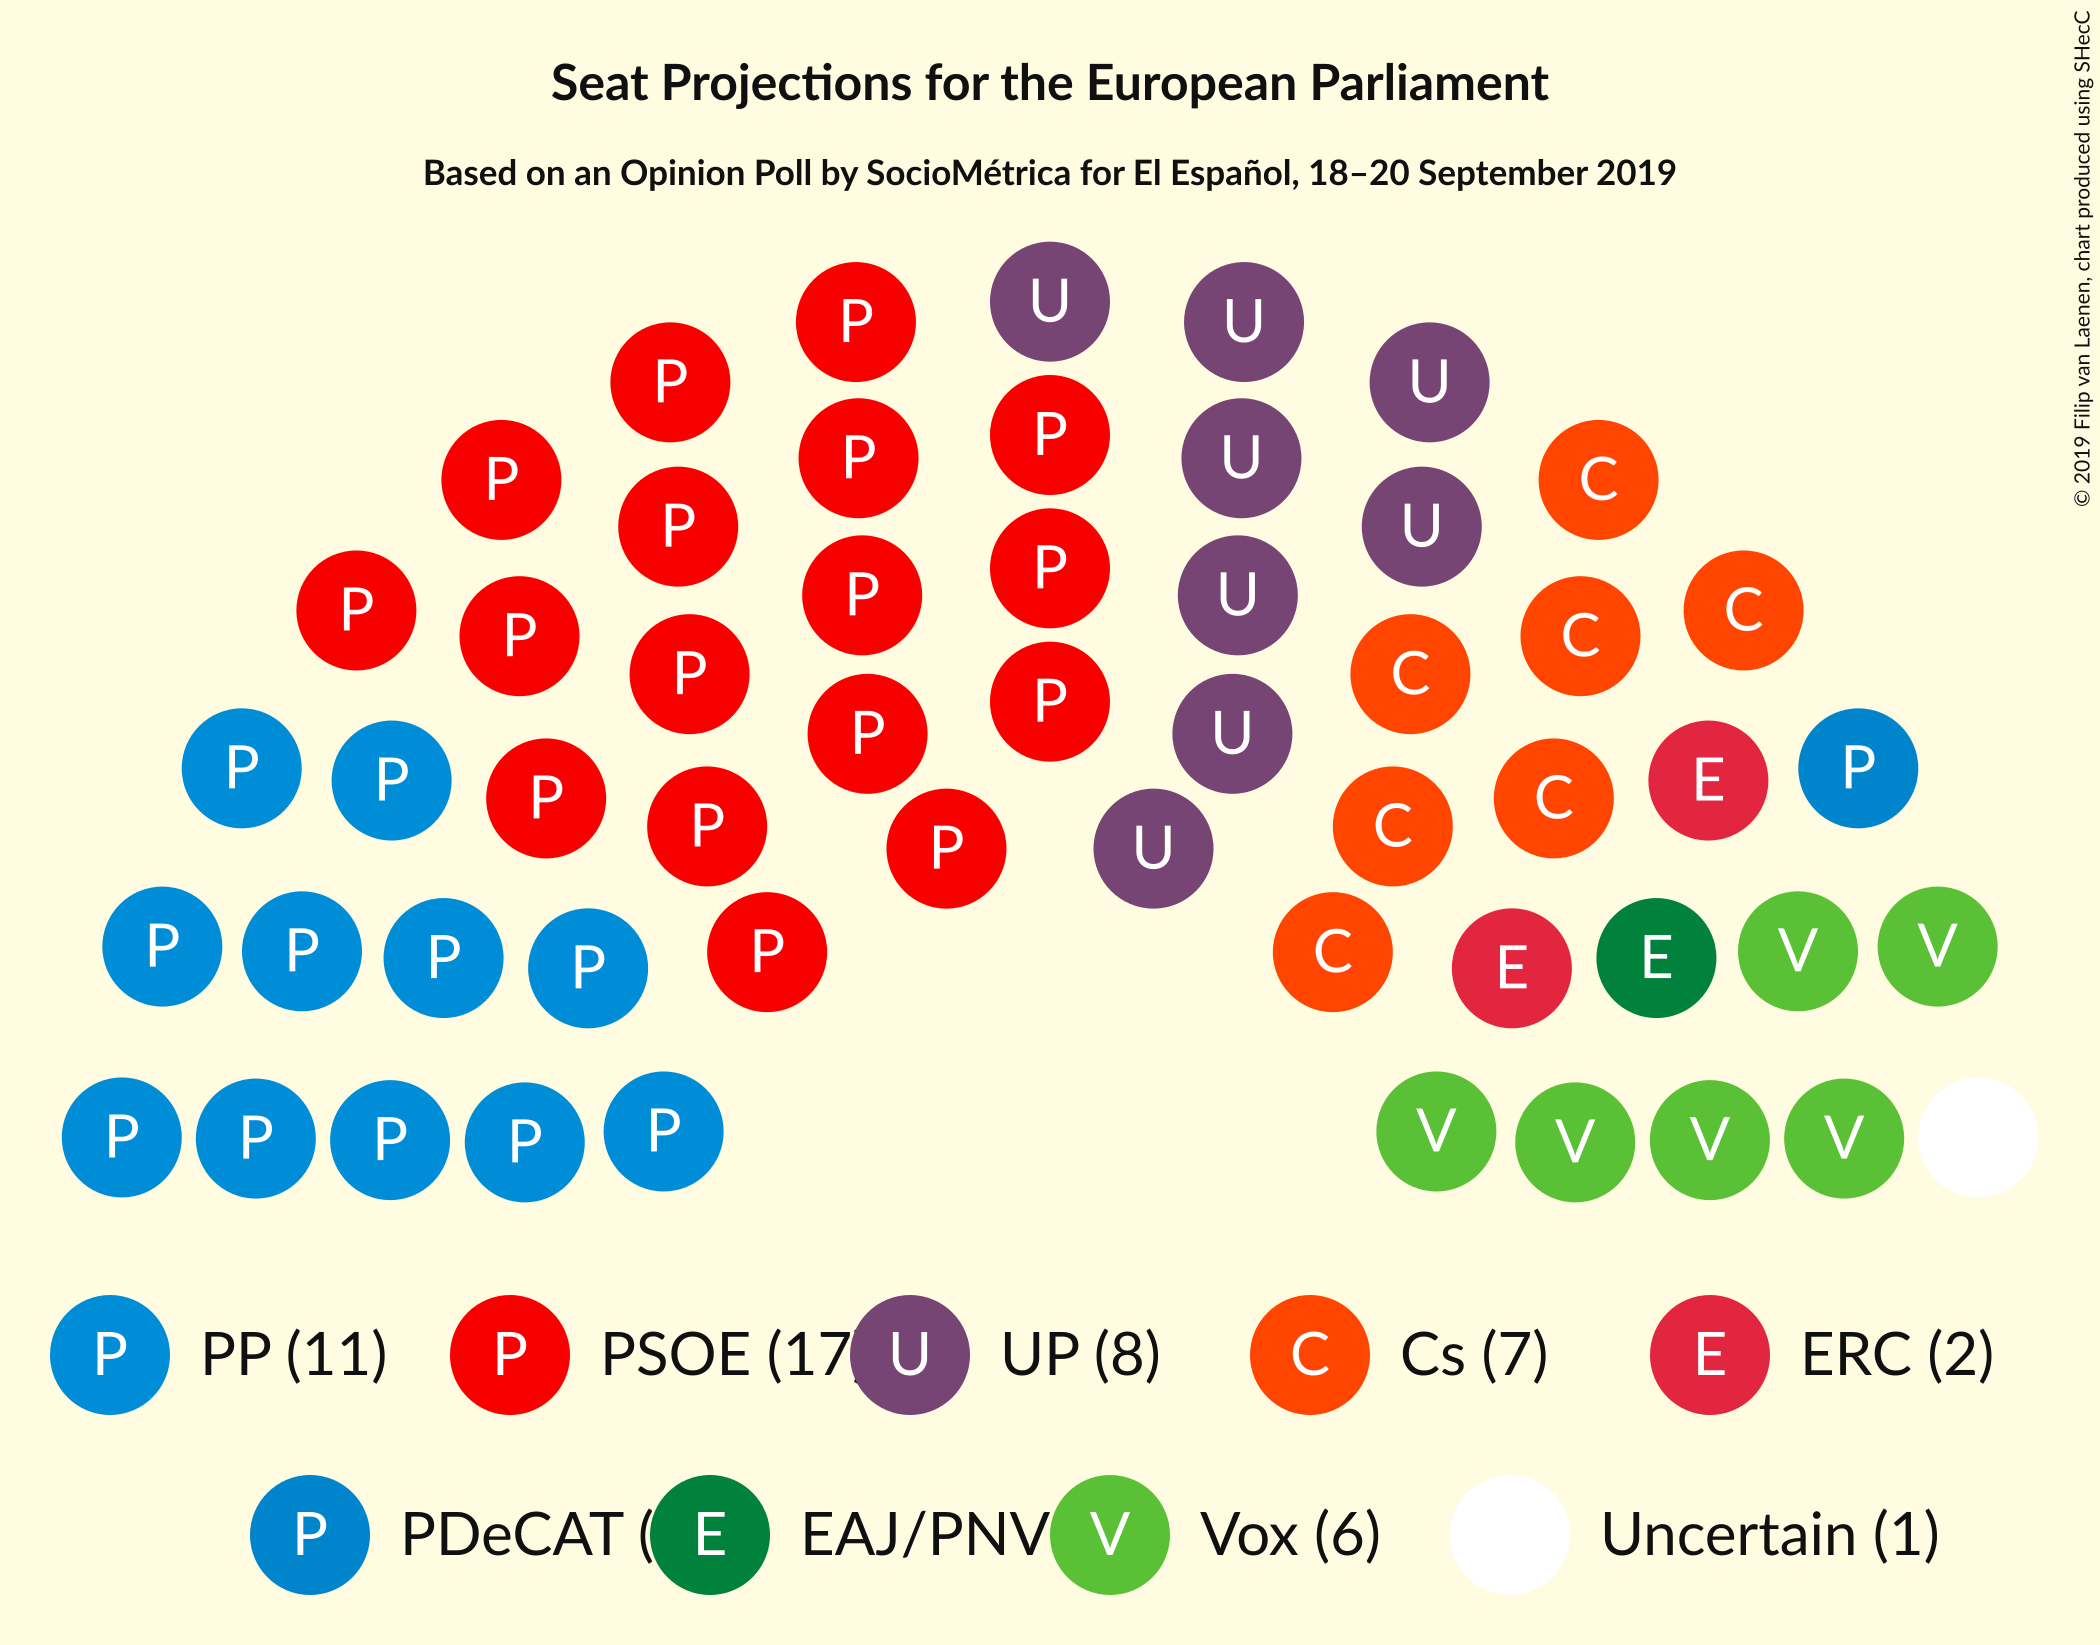 Seat Projections for the European Parliament
Based on an Opinion Poll by SocioMétrica for El Español, 18–20 September 2019
© 2019 Filip van Laenen, chart produced using SHecC
U
P U
P U
P
P C
P U
P U
P U
P
P C
P C
P C
P U
P C
P
P U
P P
P E
P C
P C
P U
P C
P V
P V
P C
P E
P E
P V
P V
P V
P V
P
P PP (11) P PSOE (17 U UP (8) C Cs (7) E ERC (2)
P PDeCAT ( E EAJ/PNV V Vox (6) Uncertain (1)